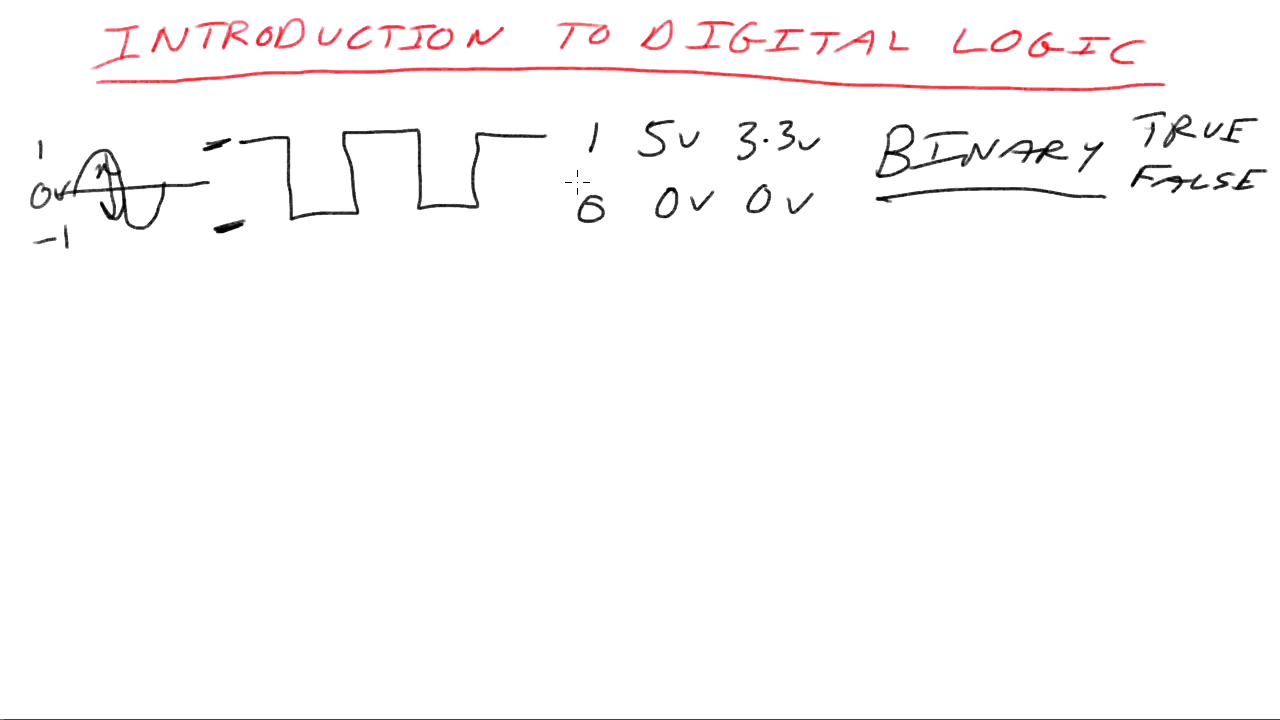 INTRODUCTION TO DIGITAL LOGIC
1
0v
-1
1 5v 3.3v
0 0v 0v
BINARY
TRUE
FALSE